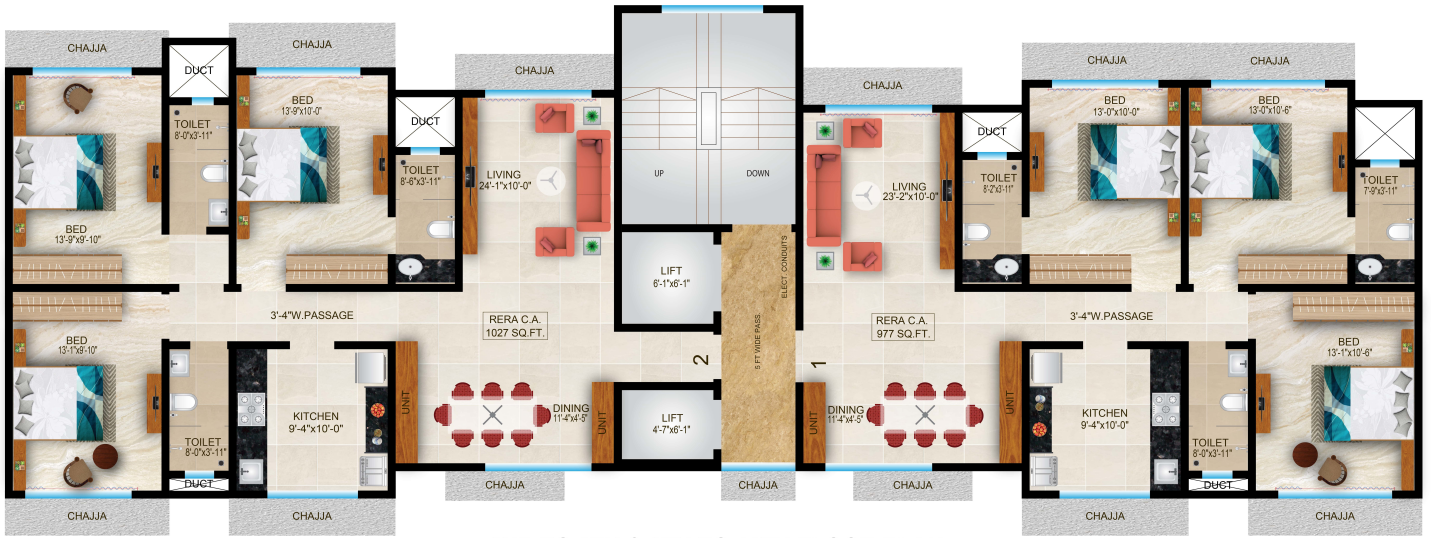 CHAJJA
CHAJJA
CHAJJA
CHAJJA
CHAJJA
CHAJJA
DUCT
BED
13'-9"x10'-0"
TOILET
8'-0"x3'-11"
BED
13'-9"x9'-10"
DUCT
TOILET
8'-6"x3'-11"
LIVING
24'-1"x10'-0"
UP
DOWN
LIVING
23'-2"x10'-0"
DUCT
TOILET
8'-2"x3'-11"
BED
13'-0"x10'-0"
BED
13'-0"x10'-6"
TOILET
7'-9"x3'-11"
LIFT
6'-1"x6'-1"
ELECT. CONDUITS
5 FT WIDE PASS.
3'-4"W.PASSAGE
RERA C.A.
1027 SQ.FT.
2
1
RERA C.A.
977 SQ.FT.
3'-4"W.PASSAGE
BED
13'-1"x9'-10"
TOILET
8'-0"x3'-11"
DUCT
KITCHEN
9'-4"x10'-0"
UNIT
DINING
11'-4"x4'-5"
UNIT
LIFT
4'-7"x6'-1"
UNIT
DINING
11'-4"x4'-5"
UNIT
KITCHEN
9'-4"x10'-0"
TOILET
8'-0"x3'-11"
DUCT
BED
13'-1"x10'-6"
CHAJJA
CHAJJA
CHAJJA
CHAJJA
CHAJJA
CHAJJA
CHAJJA